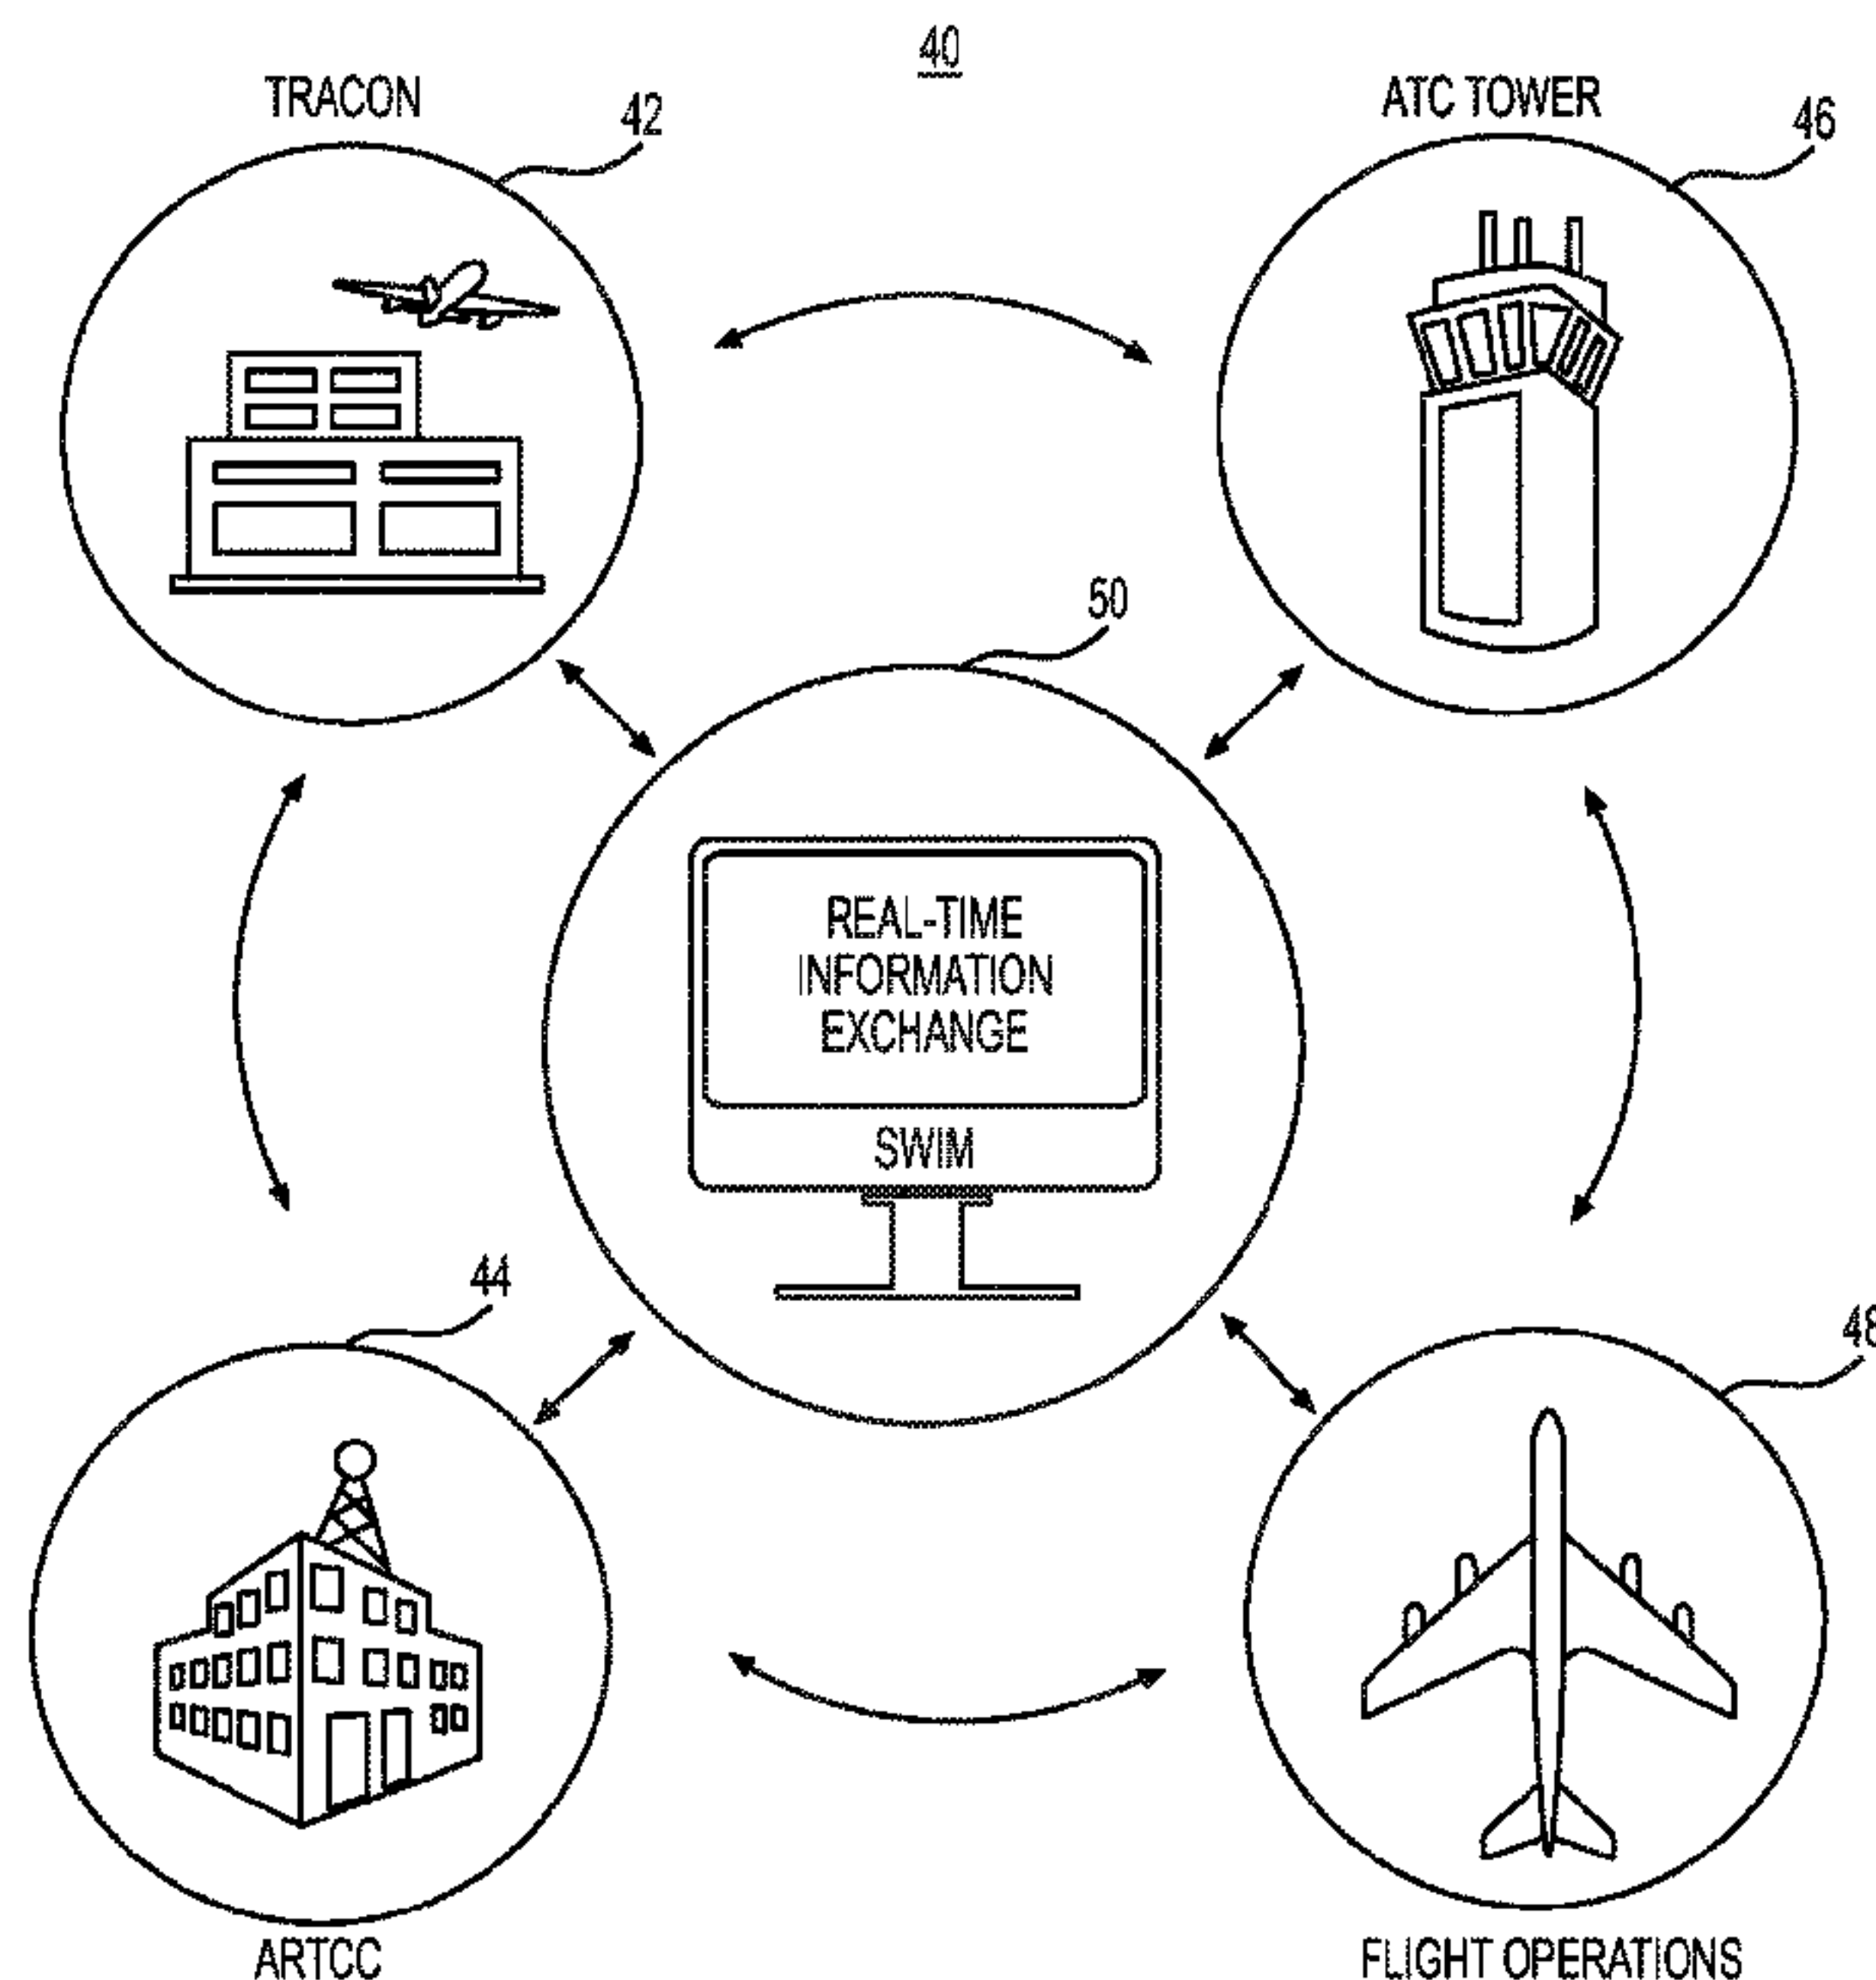 40
TRACON
42
ATC TOWER
46
50
REAL-TIME
INFORMATION
EXCHANGE
SWIM
44
48
ARTCC
FLIGHT OPERATIONS